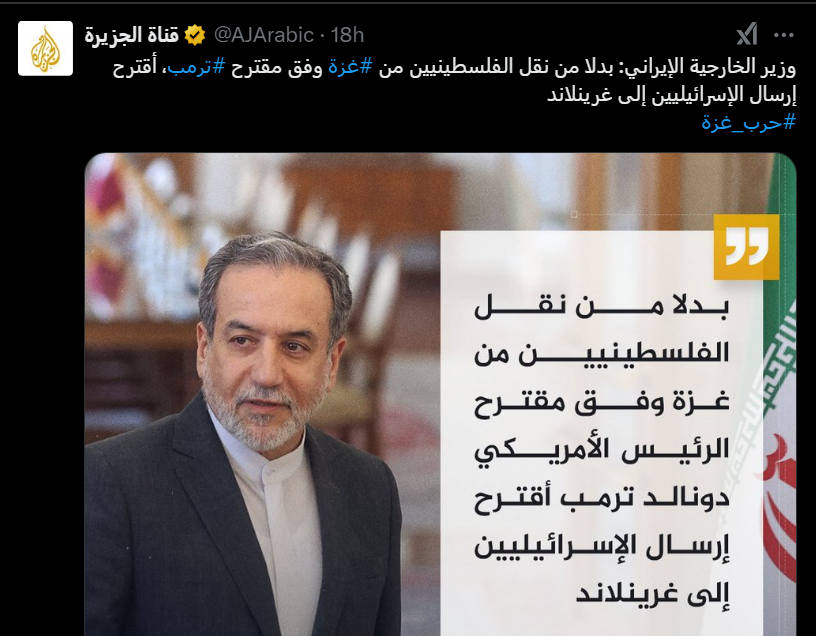 قناة الجزيرة @AJArabic · 18h
وزير الخارجية الإيراني: بدلا من نقل الفلسطينيين من #غزة وفق مقترح #ترمب، أقترح
إرسال الإسرائيليين إلى غرينلاند
#حرب_غزة
بدلا من نقل
الفلسطينيين من
غزة وفق مقترح
الرئيس الأمريكي
دونالد ترمب أقترح
إرسال الإسرائيليين
إلى غرينلاند